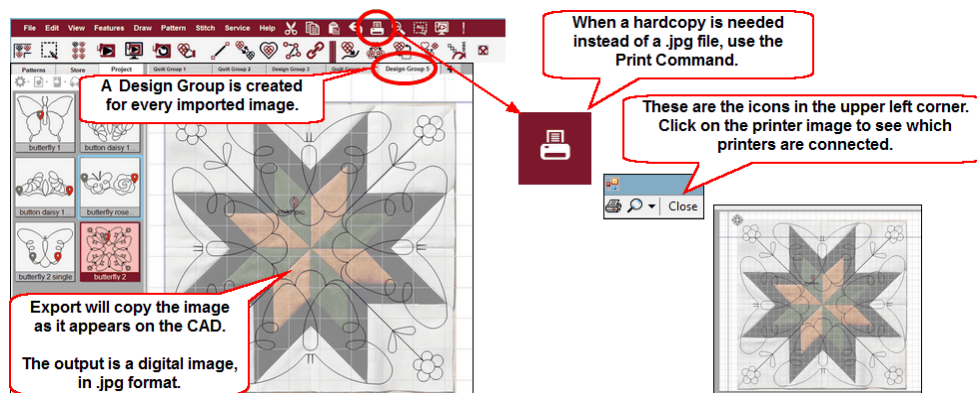 File Edit View Features Draw Pattern Stitch Service Help
Patterns Store Project Quilt Group 1 Quilt Group 2 Design Group 3 Design Group 5
A Design Group is created
for every imported image.
When a hardcopy is needed
instead of a .jpg file, use the
Print Command.
These are the icons in the upper left corner.
Click on the printer image to see which
printers are connected.
Close
butterfly 1
button daisy 1...
button daisy 1...
butterfly rose
butterfly 2 single
butterfly 2
Export will copy the image
as it appears on the CAD.
The output is a digital image,
in .jpg format.